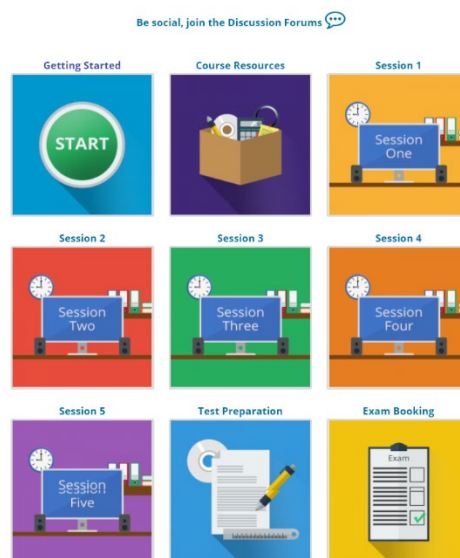 Be social, join the Discussion Forums
Getting Started
Course Resources
Session 1
START
Session
One
Session 2
Session 3
Session 4
Session
Two
Session
Three
Session
Four
Session 5
Test Preparation
Exam Booking
Session
Session
Five
Exam